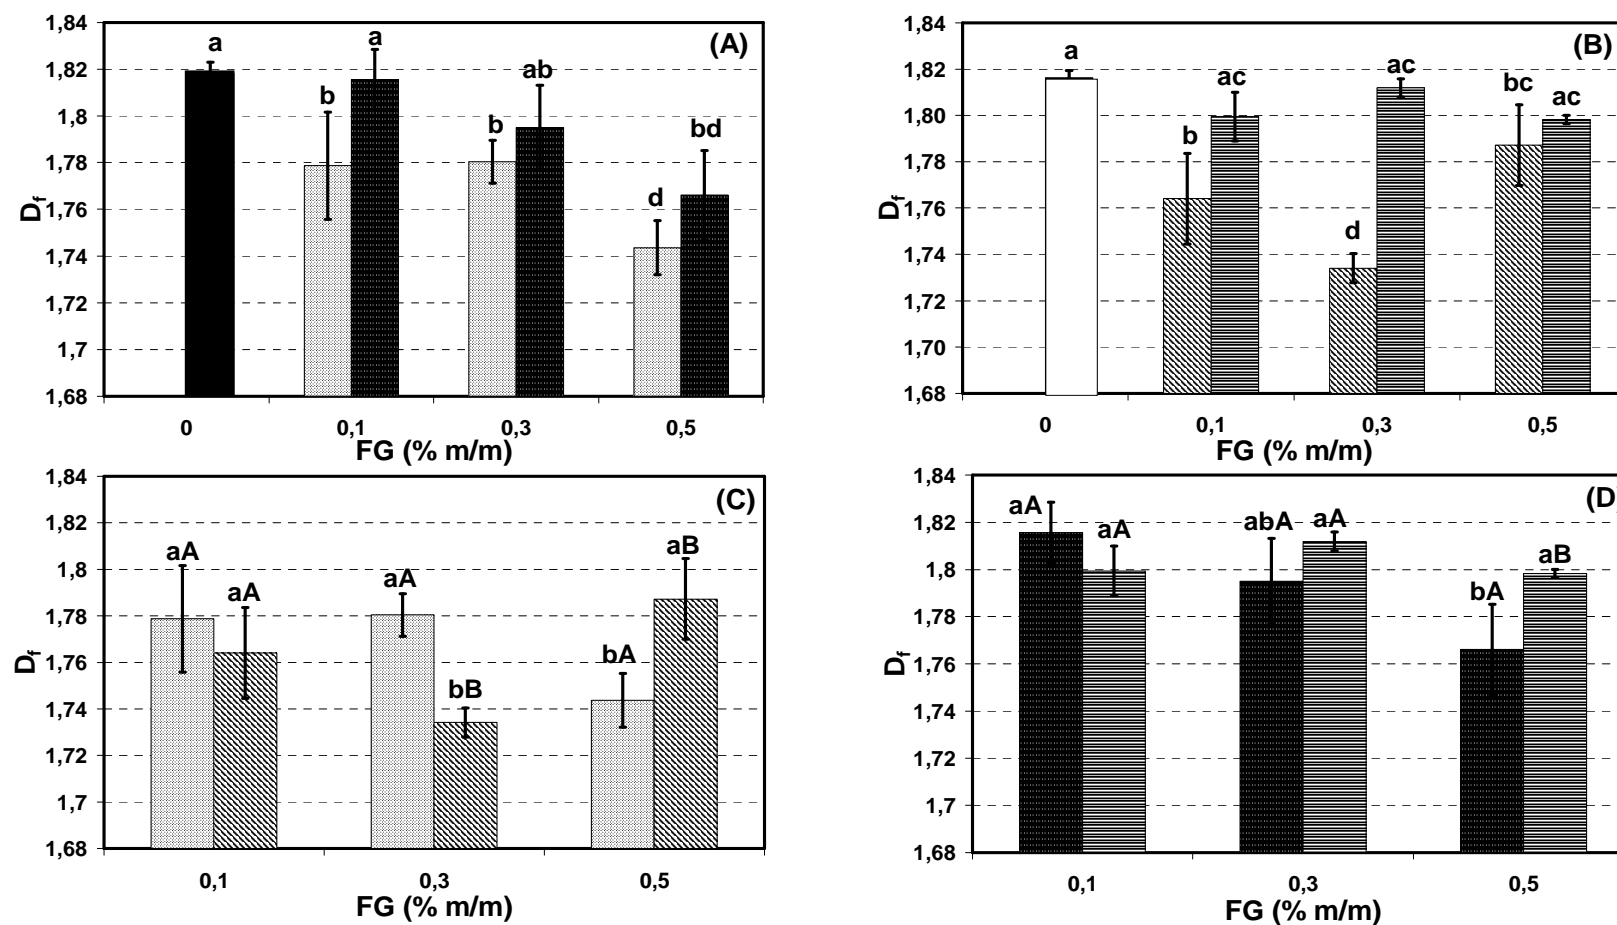 1,84
1,82
1,8
1,78
1,76
1,74
1,72
1,7
1,68
D_f
(A)
a
b
a
b
ab
d
bd
0
0,1
0,3
0,5
FG (% m/m)
1,84
1,82
1,80
1,78
1,76
1,74
1,72
1,70
1,68
D_f
(B)
a
b
ac
d
ac
bc
ac
0
0,1
0,3
0,5
FG (% m/m)
1,84
1,82
1,8
1,78
1,76
1,74
1,72
1,7
1,68
D_f
(C)
aA
aA
aA
bB
bA
aB
0,1
0,3
0,5
FG (% m/m)
1,84
1,82
1,8
1,78
1,76
1,74
1,72
1,7
1,68
D_f
(D)
aA
aA
abA
aA
bA
aB
0,1
0,3
0,5
FG (% m/m)